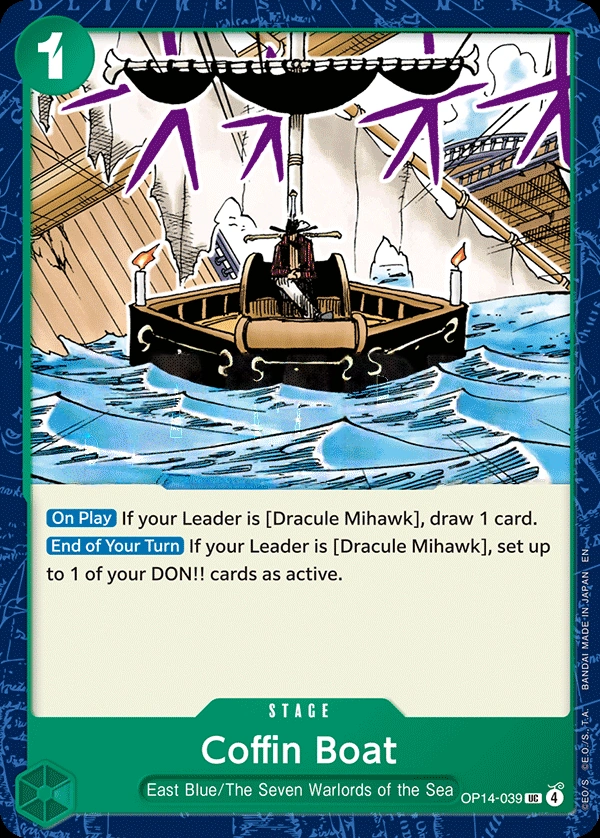 1
On Play If your Leader is [Dracule Mihawk], draw 1 card.
End of Your Turn If your Leader is [Dracule Mihawk], set up
to 1 of your DON!! cards as active.
STAGE
Coffin Boat
East Blue/The Seven Warlords of the Sea
OP14-039 UC 4
©E.O./S. ©E.O./S., T.A. BANDAI MADE IN JAPAN EN